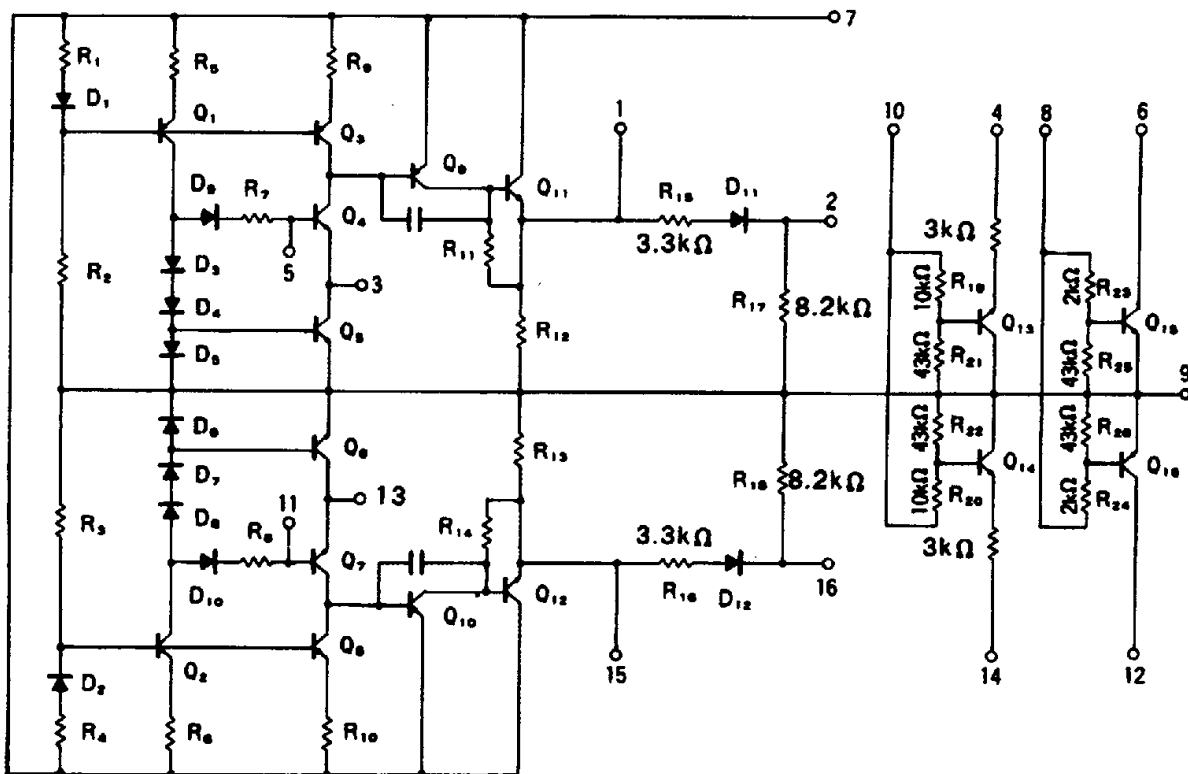 7
R₁ R₅ R₉
D₁ Q₁ Q₃ 1 10 4 8 6
Q₉ Q₁₁
D₉ R₇ Q₄ R₁₅ D₁₁ 2
3.3kΩ 3kΩ
R₂ D₃ 5 R₁₁
3 10kΩ R₁₉ 2kΩ R₂₃
D₄ R₁₇ 8.2kΩ
Q₅ R₁₂ Q₁₃ Q₁₅
D₅ 43kΩ R₂₁ 43kΩ R₂₅
9
D₆ 43kΩ R₂₂ 43kΩ R₂₆
Q₆ R₁₃
D₇ Q₁₄ Q₁₆
R₁₈ 8.2kΩ
11 13 10kΩ R₂₀ 2kΩ R₂₄
R₃ D₈ R₁₄
R₈ 3.3kΩ 3kΩ
Q₇ 16
D₁₀ Q₁₀ Q₁₂ R₁₆ D₁₂
Q₂ Q₈
D₂ 15 14 12
R₄ R₆ R₁₀